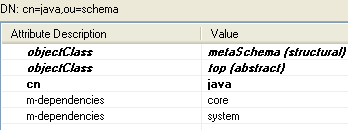 DN: cn=java,ou=schema
Attribute Description Value
objectClass metaSchema (structural)
objectClass top (abstract)
cn java
m-dependencies core
m-dependencies system